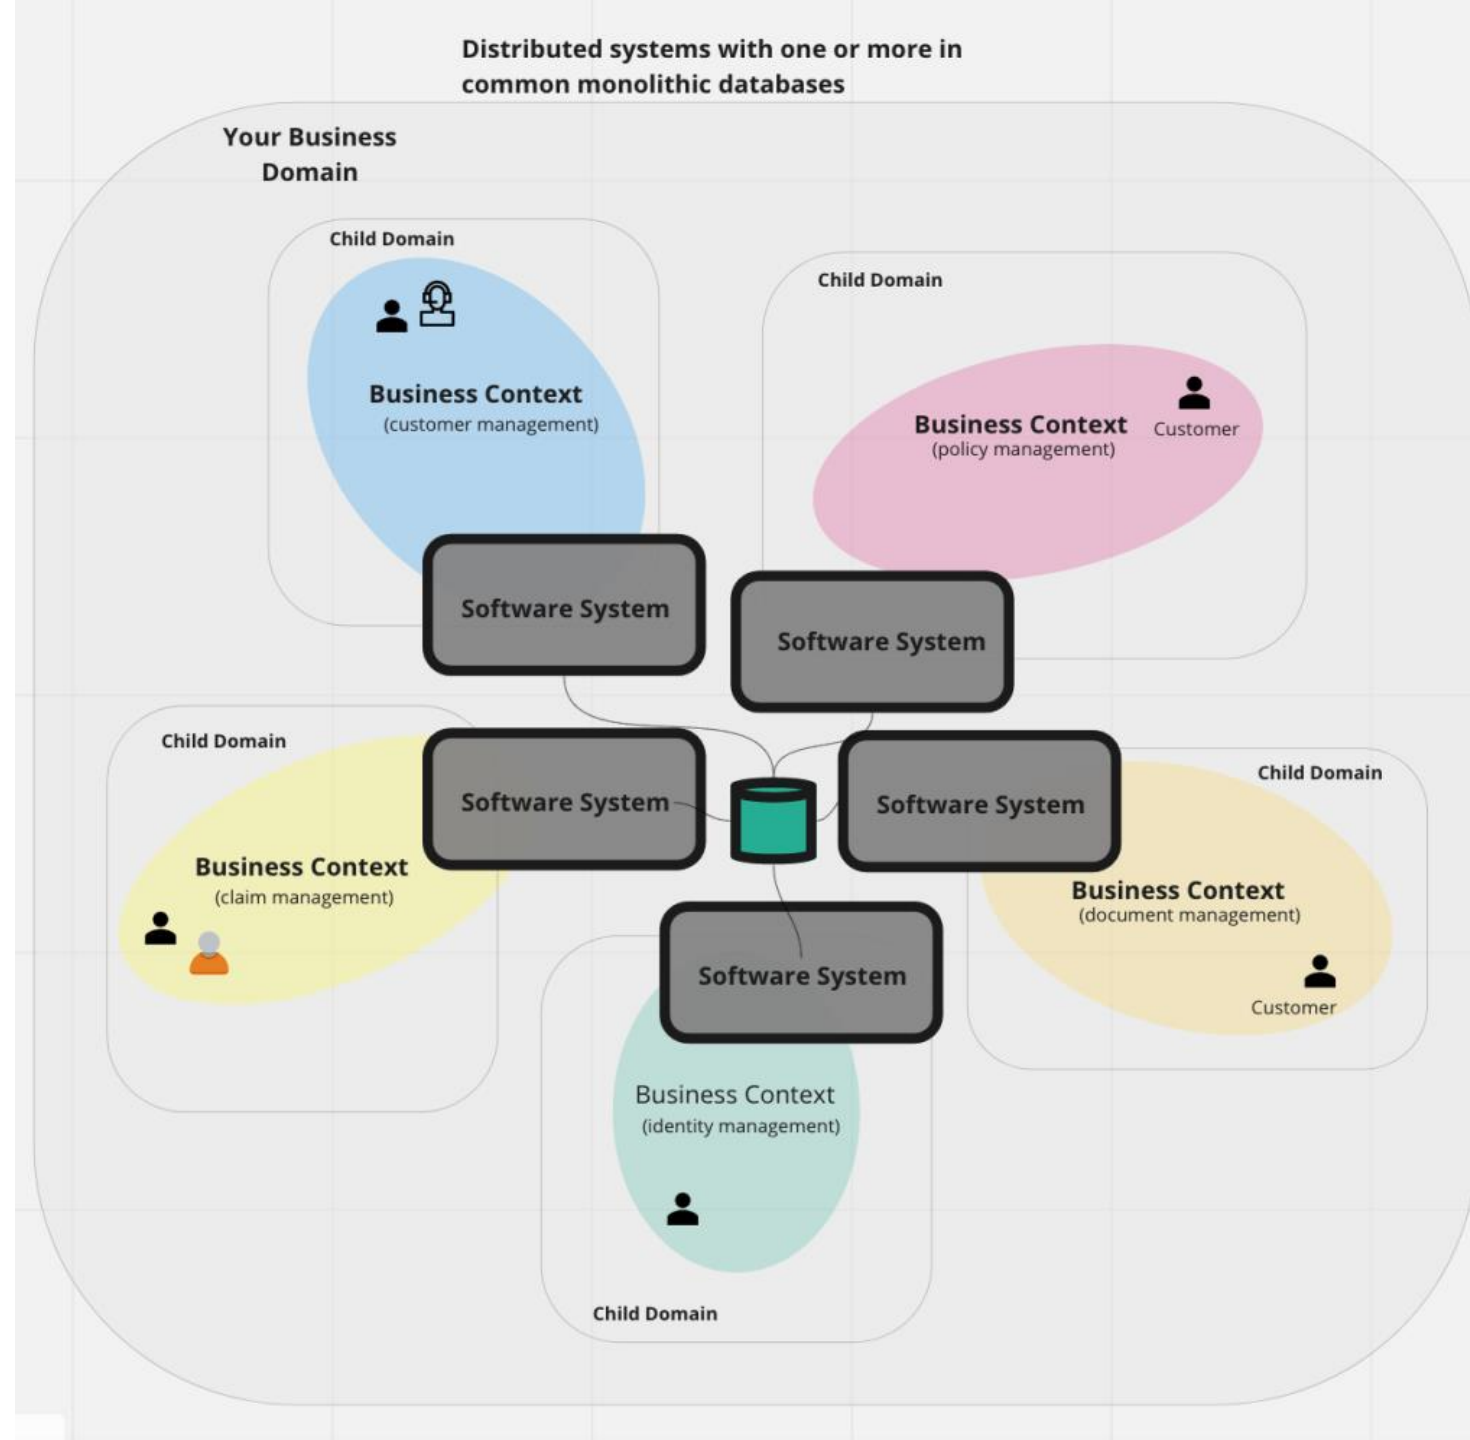 Distributed systems with one or more in
common monolithic databases
Your Business
Domain
Child Domain
Business Context
(customer management)
Software System
Child Domain
Business Context
(policy management)
Customer
Software System
Child Domain
Business Context
(claim management)
Software System
Software System
Child Domain
Business Context
(document management)
Customer
Software System
Business Context
(identity management)
Child Domain